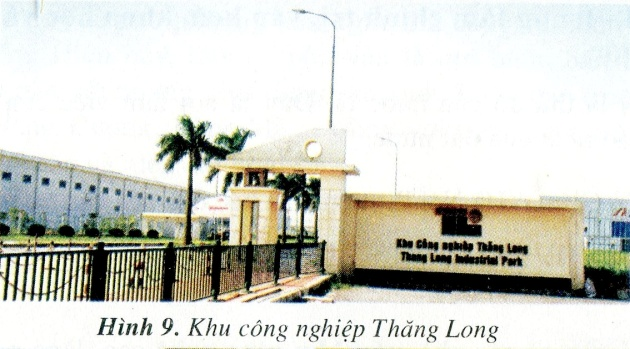 Khu Công nghiệp Thăng Long
Thang Long Industrial Park
Hình 9. Khu công nghiệp Thăng Long